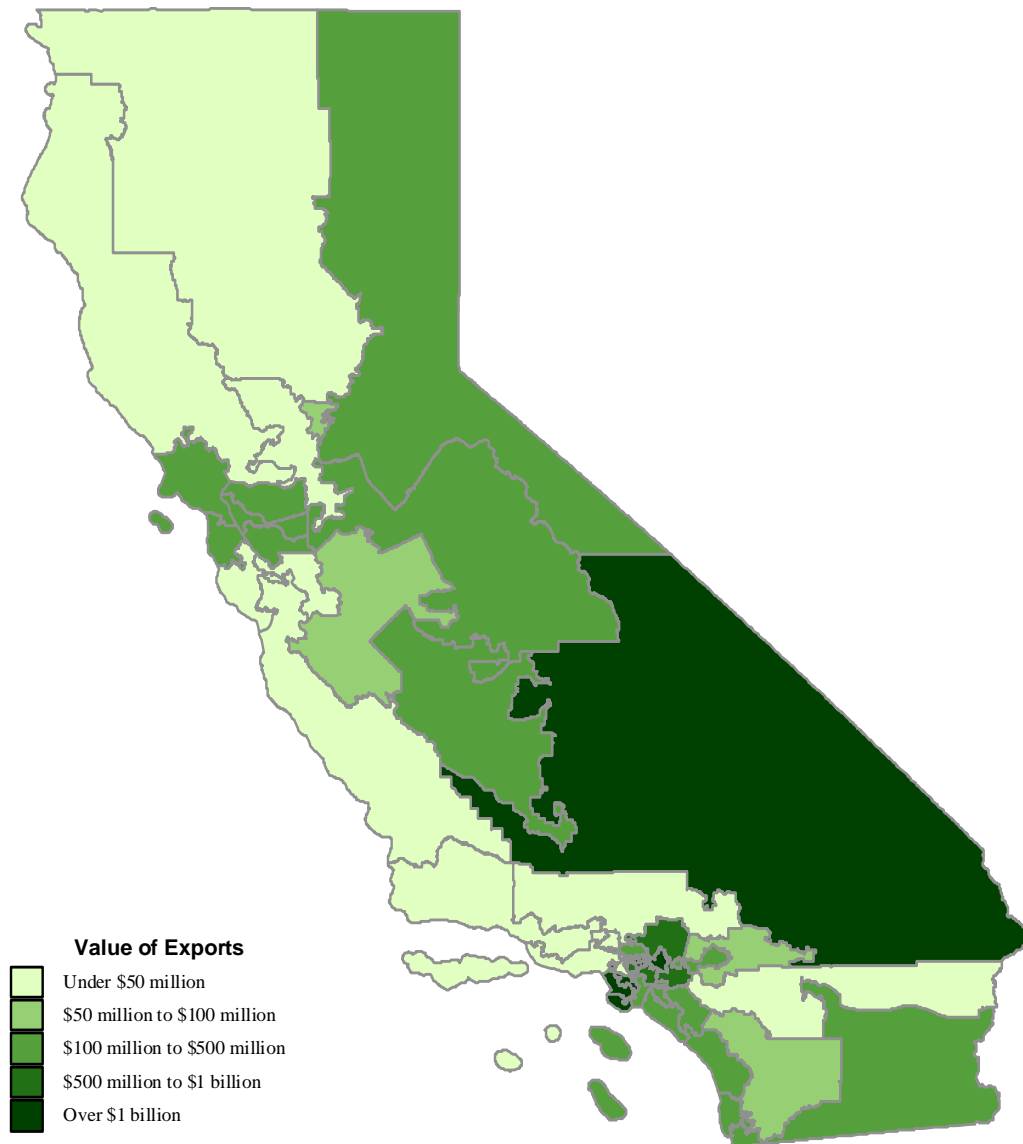 Value of Exports
Under $50 million
$50 million to $100 million
$100 million to $500 million
$500 million to $1 billion
Over $1 billion